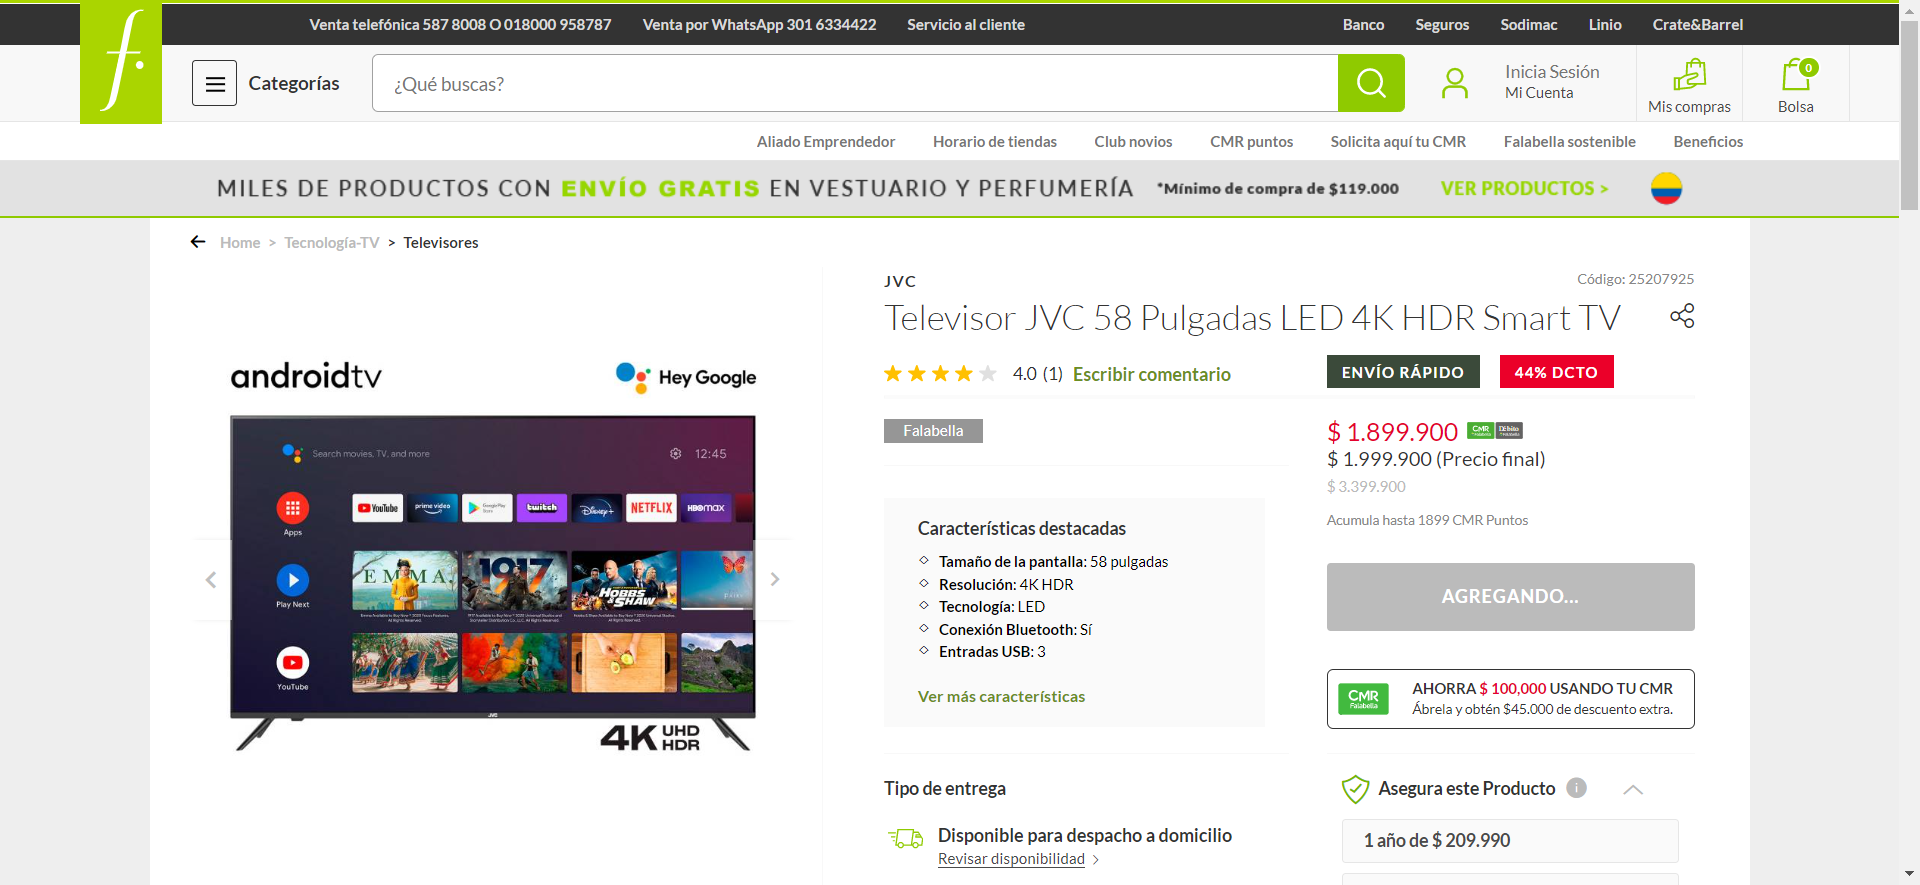 Venta telefónica 587 8008 O 018000 958787
Venta por WhatsApp 301 6334422
Servicio al cliente
Banco
Seguros
Sodimac
Linio
Crate&Barrel
f.
Categorías
¿Qué buscas?
Inicia Sesión
Mi Cuenta
Mis compras
0
Bolsa
Aliado Emprendedor
Horario de tiendas
Club novios
CMR puntos
Solicita aquí tu CMR
Falabella sostenible
Beneficios
MILES DE PRODUCTOS CON ENVÍO GRATIS EN VESTUARIO Y PERFUMERÍA *Mínimo de compra de $119.000 VER PRODUCTOS >
Home > Tecnología-TV > Televisores
androidtv
Hey Google
Search movies, TV, and more
12:45
Apps
YouTube
prime video
Google Play
twitch
Disney+
NETFLIX
HBOmax
Play Next
EMMA.
1917
HOBBS & SHAW
YouTube
JVC
4K UHD HDR
JVC
Código: 25207925
Televisor JVC 58 Pulgadas LED 4K HDR Smart TV
4.0 (1) Escribir comentario
ENVÍO RÁPIDO
44% DCTO
Falabella
$ 1.899.900
CMR
Débito
$ 1.999.900 (Precio final)
$ 3.399.900
Acumula hasta 1899 CMR Puntos
Características destacadas
Tamaño de la pantalla: 58 pulgadas
Resolución: 4K HDR
Tecnología: LED
Conexión Bluetooth: Sí
Entradas USB: 3
Ver más características
AGREGANDO...
CMR
Falabella
AHORRA $ 100,000 USANDO TU CMR
Ábrela y obtén $45.000 de descuento extra.
Tipo de entrega
Disponible para despacho a domicilio
Revisar disponibilidad >
Asegura este Producto i
1 año de $ 209.990